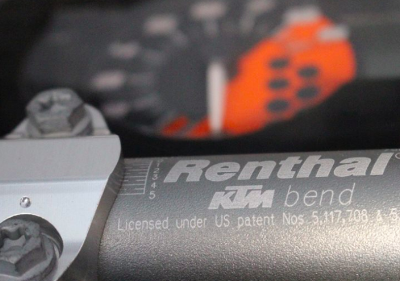 Renthal®
KTM bend
Licensed under US patent Nos. 5,117,708 &